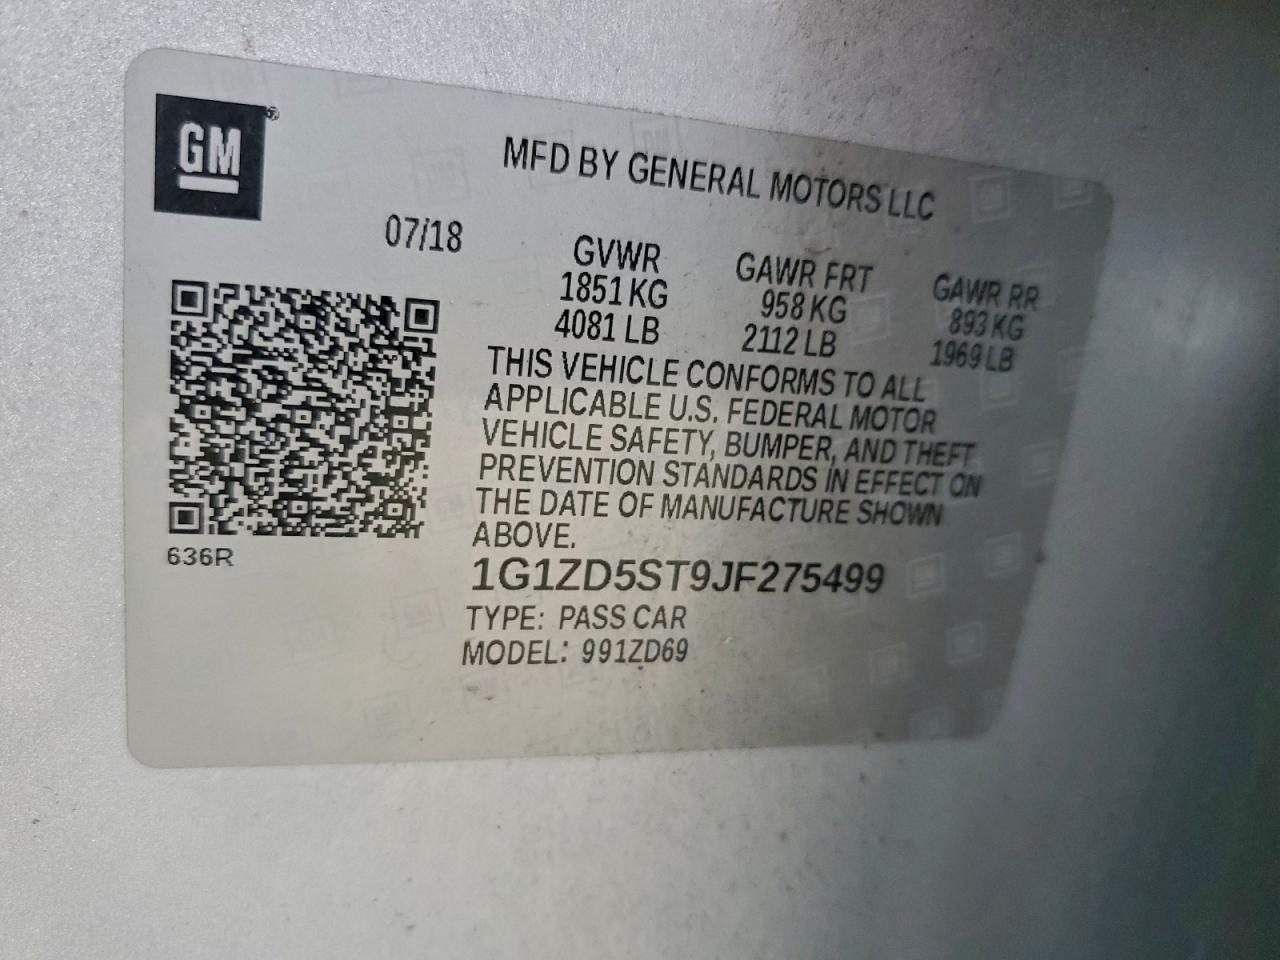 GM
MFD BY GENERAL MOTORS LLC
07/18
GVWR GAWR FRT GAWR RR
1851 KG 958 KG 893 KG
4081 LB 2112 LB 1969 LB
THIS VEHICLE CONFORMS TO ALL
APPLICABLE U.S. FEDERAL MOTOR
VEHICLE SAFETY, BUMPER, AND THEFT
PREVENTION STANDARDS IN EFFECT ON
THE DATE OF MANUFACTURE SHOWN
ABOVE.
636R
1G1ZD5ST9JF275499
TYPE: PASS CAR
MODEL: 991ZD69